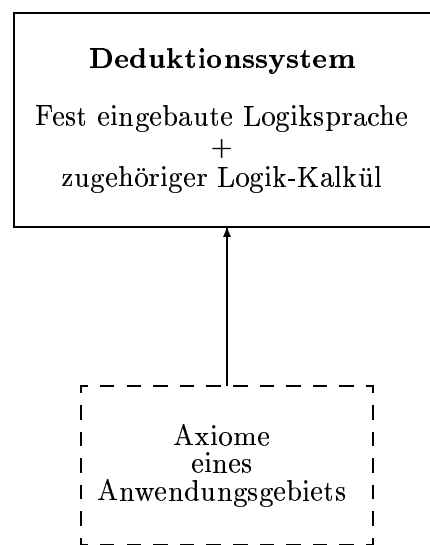 Deduktionssystem
Fest eingebaute Logiksprache
+
zugehöriger Logik-Kalkül
Axiome
eines
Anwendungsgebiets